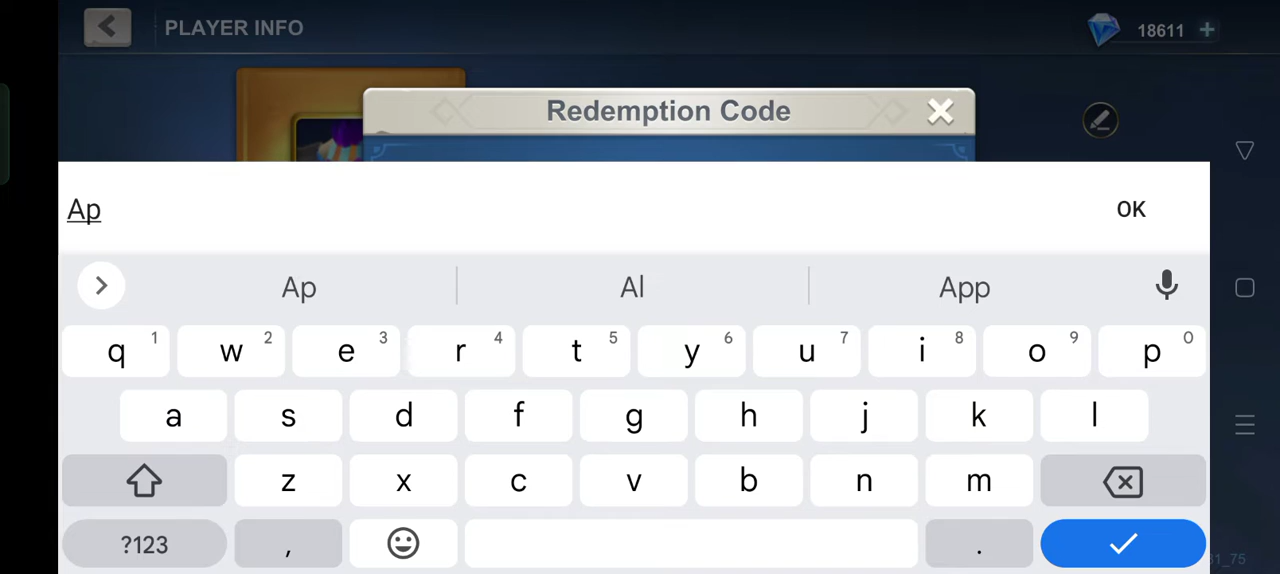 PLAYER INFO
18611 +
Redemption Code
Ap
OK
Ap Al App
q 1 w 2 e 3 r 4 t 5 y 6 u 7 i 8 o 9 p 0
a s d f g h j k l
z x c v b n m
?123 , .
1_75